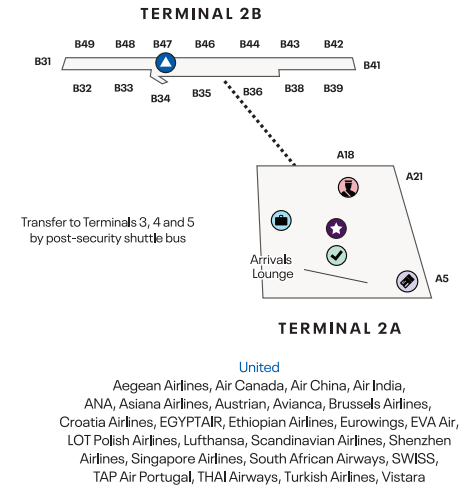 TERMINAL 2B
B49 B48 B47 B46 B44 B43 B42
B31 B41
B32 B33 B34 B35 B36 B38 B39
A18
A21
Transfer to Terminals 3, 4 and 5
by post-security shuttle bus
Arrivals
Lounge
A5
TERMINAL 2A
United
Aegean Airlines, Air Canada, Air China, Air India,
ANA, Asiana Airlines, Austrian, Avianca, Brussels Airlines,
Croatia Airlines, EGYPTAIR, Ethiopian Airlines, Eurowings, EVA Air,
LOT Polish Airlines, Lufthansa, Scandinavian Airlines, Shenzhen
Airlines, Singapore Airlines, South African Airways, SWISS,
TAP Air Portugal, THAI Airways, Turkish Airlines, Vistara